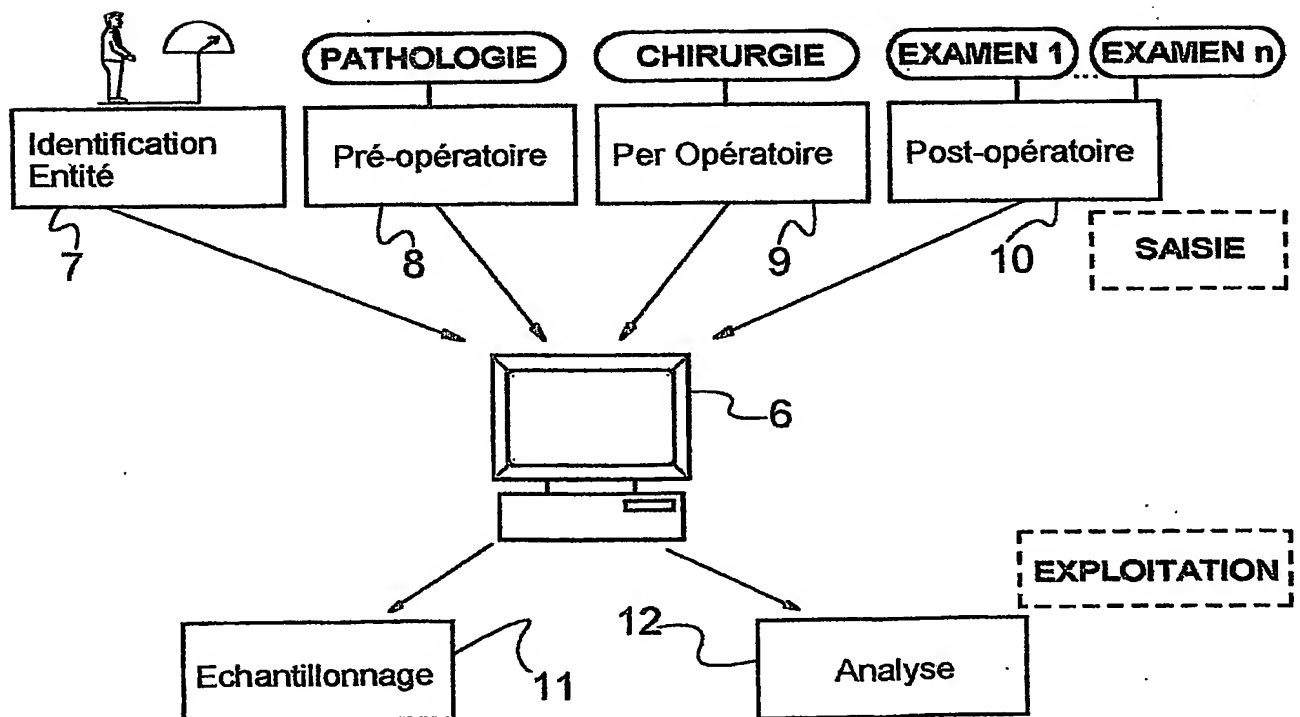 PATHOLOGIE
CHIRURGIE
EXAMEN 1
...
EXAMEN n
Identification
Entité
Pré-opératoire
Per Opératoire
Post-opératoire
7
8
9
10
SAISIE
6
EXPLOITATION
Echantillonnage
11
12
Analyse